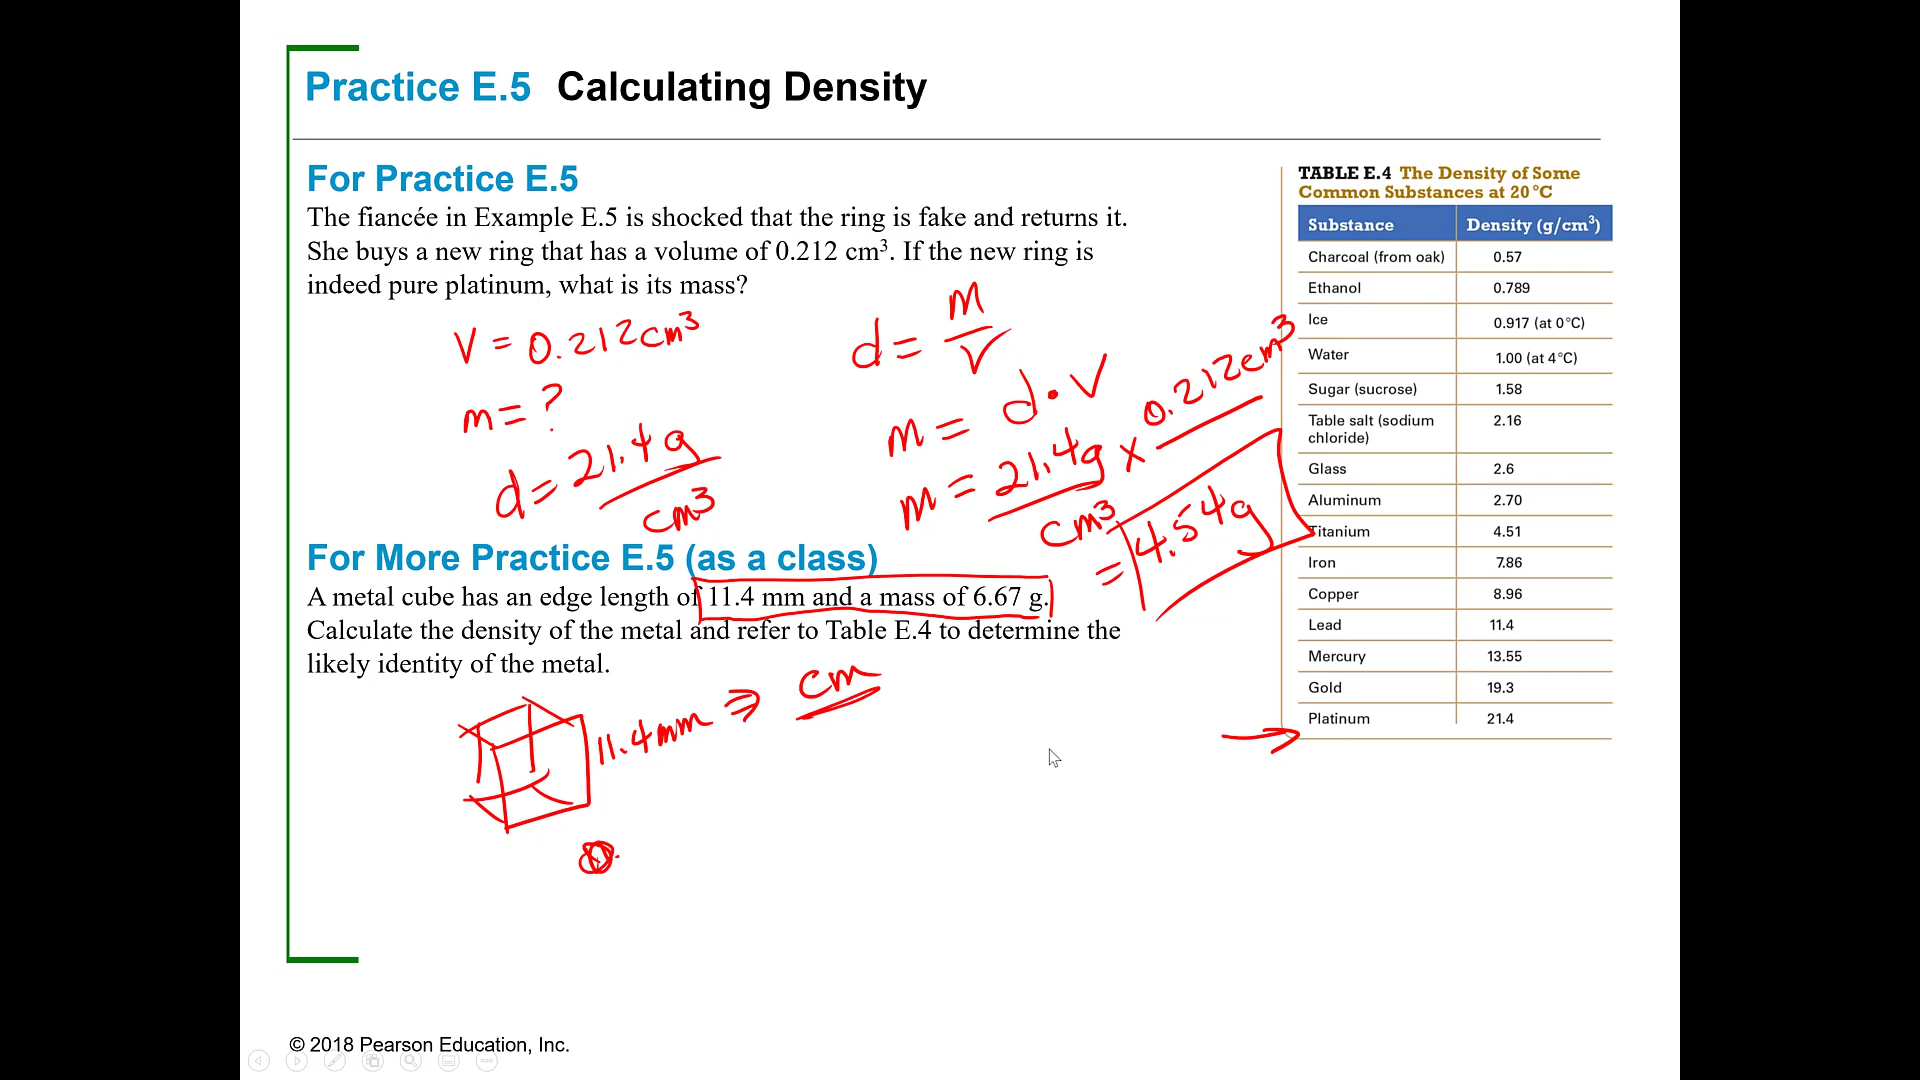 Practice E.5 Calculating Density
For Practice E.5
The fiancée in Example E.5 is shocked that the ring is fake and returns it.
She buys a new ring that has a volume of 0.212 cm³. If the new ring is
indeed pure platinum, what is its mass?
V = 0.212cm³
m = ?
d = 21.4g
cm³
d = m
V
m = d • V
m = 21.4g × 0.212cm³
cm³
= 4.54g
For More Practice E.5 (as a class)
A metal cube has an edge length of 11.4 mm and a mass of 6.67 g.
Calculate the density of the metal and refer to Table E.4 to determine the
likely identity of the metal.
11.4mm ⇒ cm
TABLE E.4 The Density of Some
Common Substances at 20°C
Substance Density (g/cm³)
Charcoal (from oak) 0.57
Ethanol 0.789
Ice 0.917 (at 0°C)
Water 1.00 (at 4°C)
Sugar (sucrose) 1.58
Table salt (sodium 2.16
chloride)
Glass 2.6
Aluminum 2.70
Titanium 4.51
Iron 7.86
Copper 8.96
Lead 11.4
Mercury 13.55
Gold 19.3
Platinum 21.4
© 2018 Pearson Education, Inc.